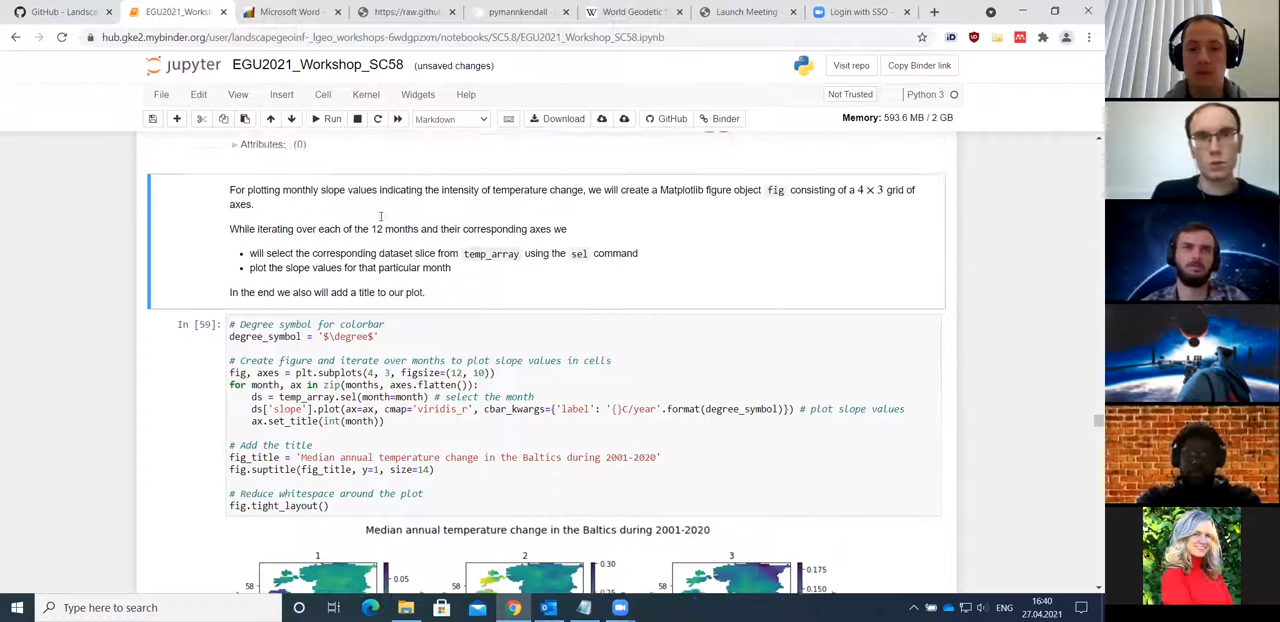 GitHub - Landsca
EGU2021_Worksh
Microsoft Word -
https://raw.githu
pymannkendall -
World Geodetic S
Launch Meeting -
Login with SSO -
hub.gke2.mybinder.org/user/landscapegeoinf-_lgeo_workshops-6wdgpzxm/notebooks/SC5.8/EGU2021_Workshop_SC58.ipynb
jupyter EGU2021_Workshop_SC58 (unsaved changes)
Visit repo Copy Binder link
File Edit View Insert Cell Kernel Widgets Help
Not Trusted Python 3
Run Markdown Download GitHub Binder Memory: 593.6 MB / 2 GB
Attributes: (0)
For plotting monthly slope values indicating the intensity of temperature change, we will create a Matplotlib figure object fig consisting of a 4 × 3 grid of
axes.
While iterating over each of the 12 months and their corresponding axes we
• will select the corresponding dataset slice from temp_array using the sel command
• plot the slope values for that particular month
In the end we also will add a title to our plot.
In [59]:
# Degree symbol for colorbar
degree_symbol = '$\degree$'
# Create figure and iterate over months to plot slope values in cells
fig, axes = plt.subplots(4, 3, figsize=(12, 10))
for month, ax in zip(months, axes.flatten()):
ds = temp_array.sel(month=month) # select the month
ds['slope'].plot(ax=ax, cmap='viridis_r', cbar_kwargs={'label': '{}C/year'.format(degree_symbol)}) # plot slope values
ax.set_title(int(month))
# Add the title
fig_title = 'Median annual temperature change in the Baltics during 2001-2020'
fig.suptitle(fig_title, y=1, size=14)
# Reduce whitespace around the plot
fig.tight_layout()
Median annual temperature change in the Baltics during 2001-2020
1 2 3
58 0.05 58 0.30 58 0.175
0.150
Type here to search
ENG
16:40
27.04.2021